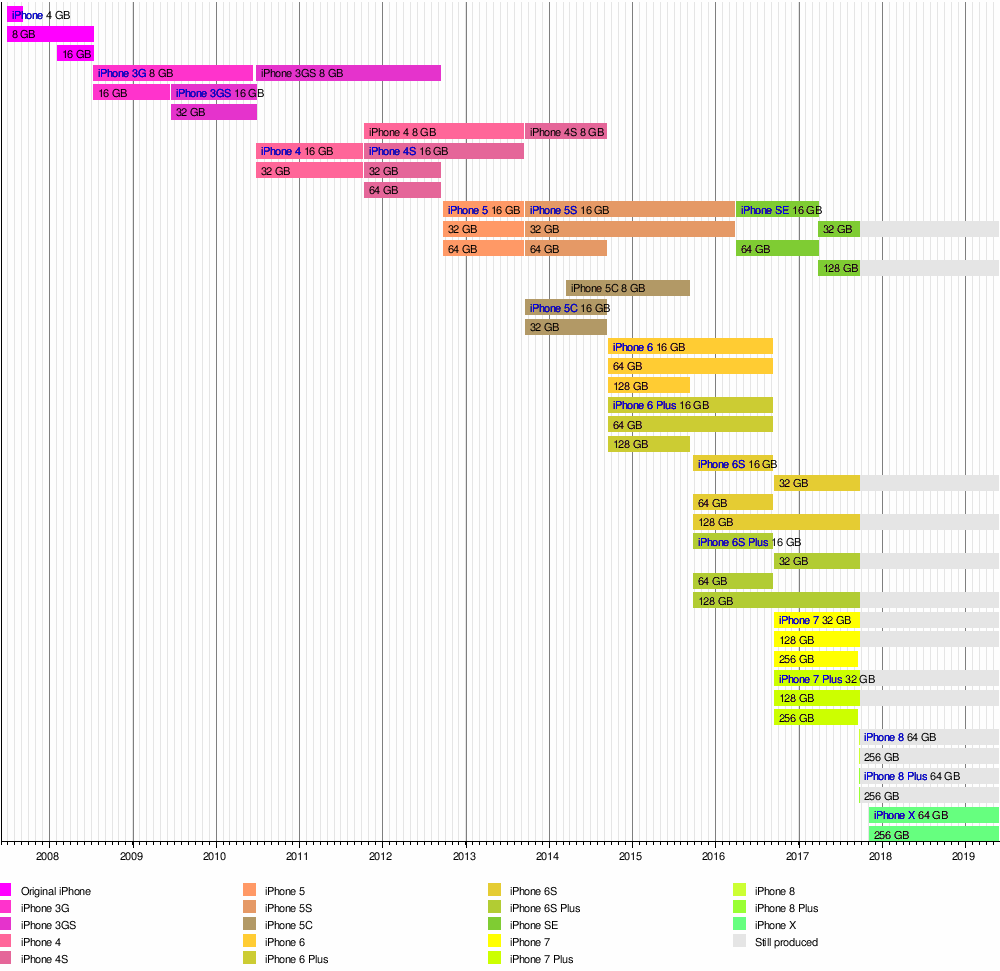 iPhone 4 GB
8 GB
16 GB
iPhone 3G 8 GB iPhone 3GS 8 GB
16 GB iPhone 3GS 16 GB
32 GB
iPhone 4 8 GB iPhone 4S 8 GB
iPhone 4 16 GB iPhone 4S 16 GB
32 GB 32 GB
64 GB
iPhone 5 16 GB iPhone 5S 16 GB iPhone SE 16 GB
32 GB 32 GB 32 GB
64 GB 64 GB 64 GB
128 GB
iPhone 5C 8 GB
iPhone 5C 16 GB
32 GB
iPhone 6 16 GB
64 GB
128 GB
iPhone 6 Plus 16 GB
64 GB
128 GB
iPhone 6S 16 GB
32 GB
64 GB
128 GB
iPhone 6S Plus 16 GB
32 GB
64 GB
128 GB
iPhone 7 32 GB
128 GB
256 GB
iPhone 7 Plus 32 GB
128 GB
256 GB
iPhone 8 64 GB
256 GB
iPhone 8 Plus 64 GB
256 GB
iPhone X 64 GB
256 GB
2008 2009 2010 2011 2012 2013 2014 2015 2016 2017 2018 2019
Original iPhone
iPhone 3G
iPhone 3GS
iPhone 4
iPhone 4S
iPhone 5
iPhone 5S
iPhone 5C
iPhone 6
iPhone 6 Plus
iPhone 6S
iPhone 6S Plus
iPhone SE
iPhone 7
iPhone 7 Plus
iPhone 8
iPhone 8 Plus
iPhone X
Still produced